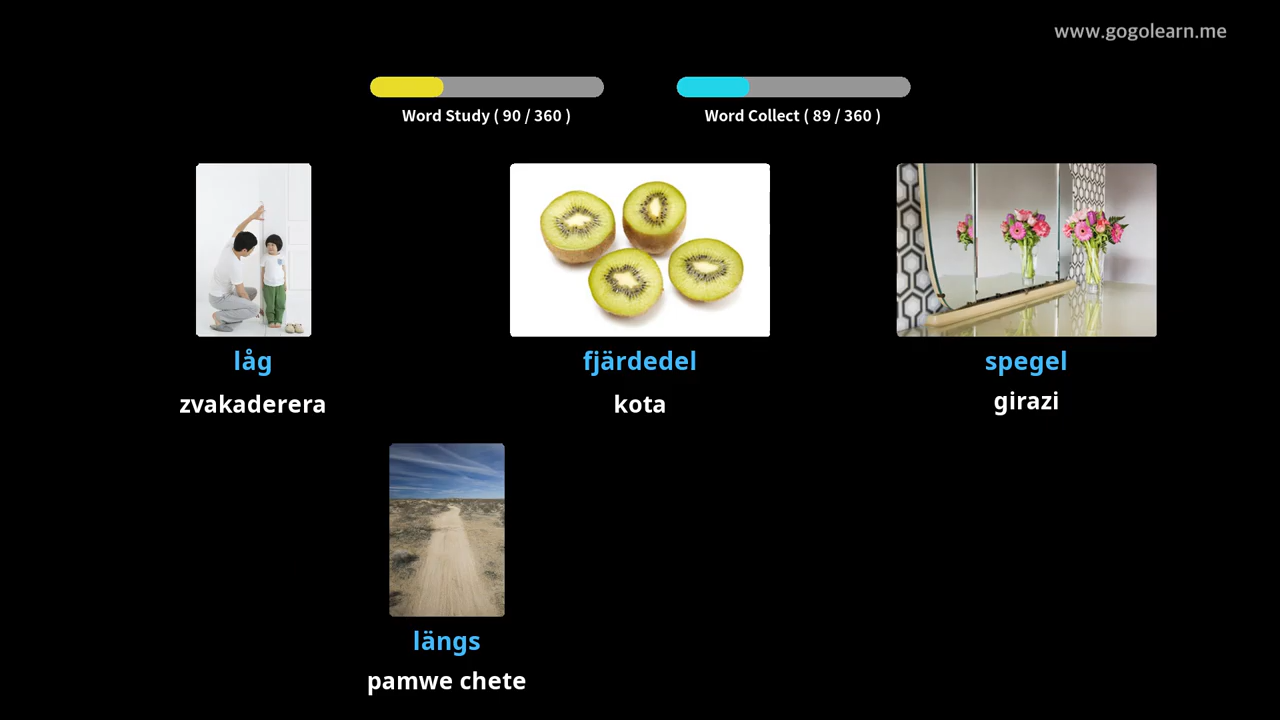 www.gogolearn.me
Word Study ( 90 / 360 )
Word Collect ( 89 / 360 )
låg
fjärdedel
spegel
zvakaderera
kota
girazi
längs
pamwe chete